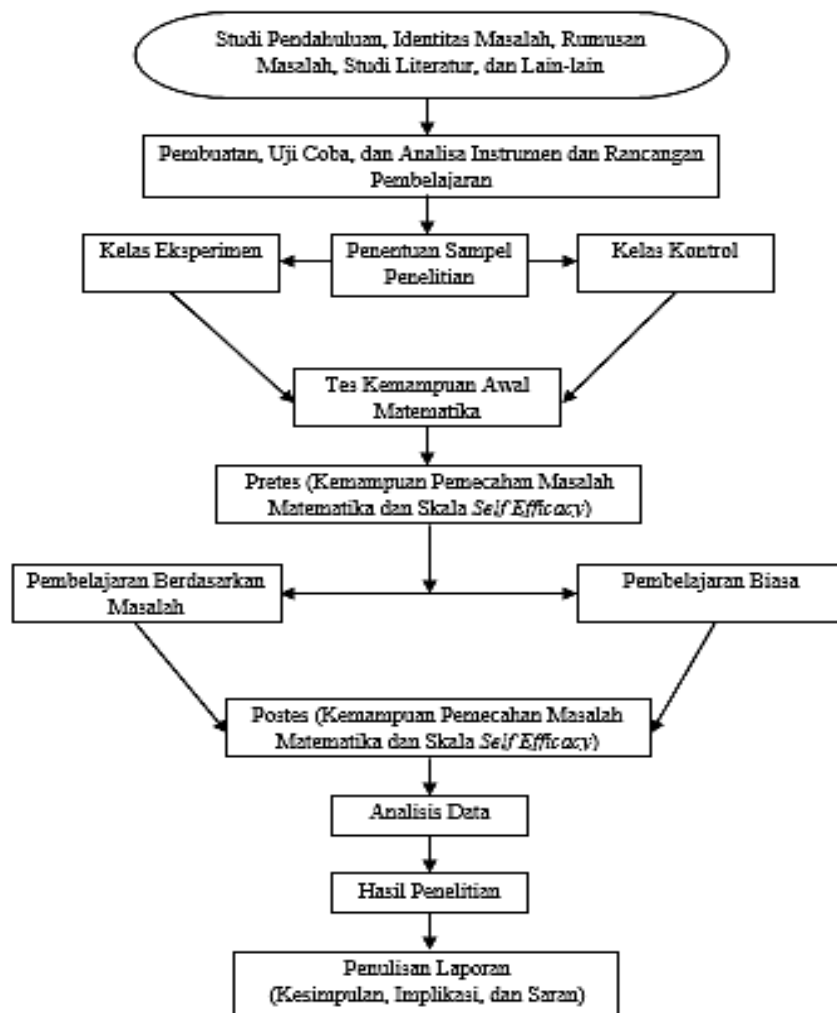 Studi Pendahuluan, Identitas Masalah, Rumusan
Masalah, Studi Literatur, dan Lain-lain
Pembuatan, Uji Coba, dan Analisa Instrumen dan Rancangan
Pembelajaran
Kelas Eksperimen
Penentuan Sampel
Penelitian
Kelas Kontrol
Tes Kemampuan Awal
Matematika
Pretes (Kemampuan Pemecahan Masalah
Matematika dan Skala Self Efficacy)
Pembelajaran Berdasarkan
Masalah
Pembelajaran Biasa
Postes (Kemampuan Pemecahan Masalah
Matematika dan Skala Self Efficacy)
Analisis Data
Hasil Penelitian
Penulisan Laporan
(Kesimpulan, Implikasi, dan Saran)